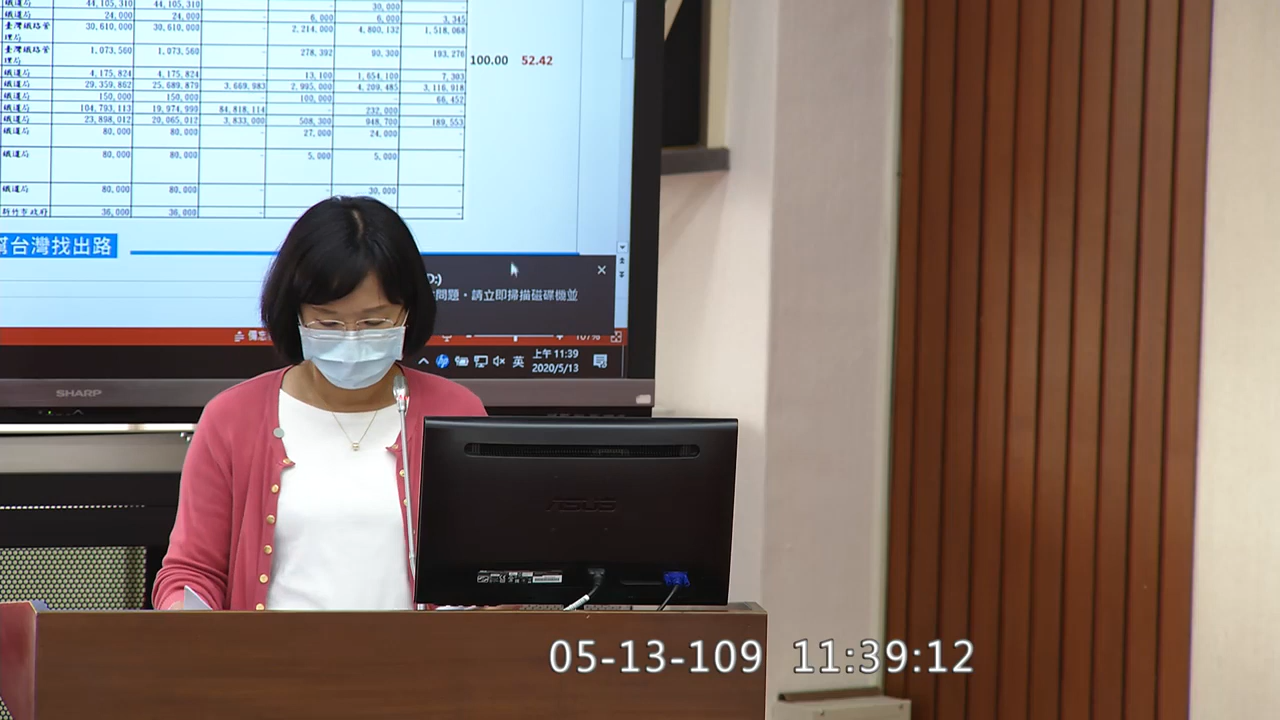 鐵道局 44,105,310 44,105,310 - - 30,000 -
24,000 24,000 - 6,000 6,000 3,345
臺灣鐵路管理局 30,610,000 30,610,000 - 2,214,000 4,800,132 1,518,068
臺灣鐵路管理局 1,073,560 1,073,560 - 278,392 90,300 193,276
100.00 52.42
鐵道局 4,175,824 4,175,824 - 13,100 1,654,100 7,303
鐵道局 29,359,862 25,689,879 3,669,983 2,995,000 4,209,485 3,116,918
鐵道局 150,000 150,000 - 100,000 - 66,452
鐵道局 104,793,113 19,974,999 84,818,114 - 232,000 -
鐵道局 23,898,012 20,065,012 3,833,000 508,300 948,700 189,553
鐵道局 80,000 80,000 - 27,000 24,000 -
鐵道局 80,000 80,000 - 5,000 5,000 -
鐵道局 80,000 80,000 - - 30,000 -
新竹市政府 36,000 36,000 - - - -
幫台灣找出路
D:)
問題，請立即掃描磁碟機並
備忘
107%
英 上午 11:39
2020/5/13
SHARP
ASUS
05-13-109 11:39:12